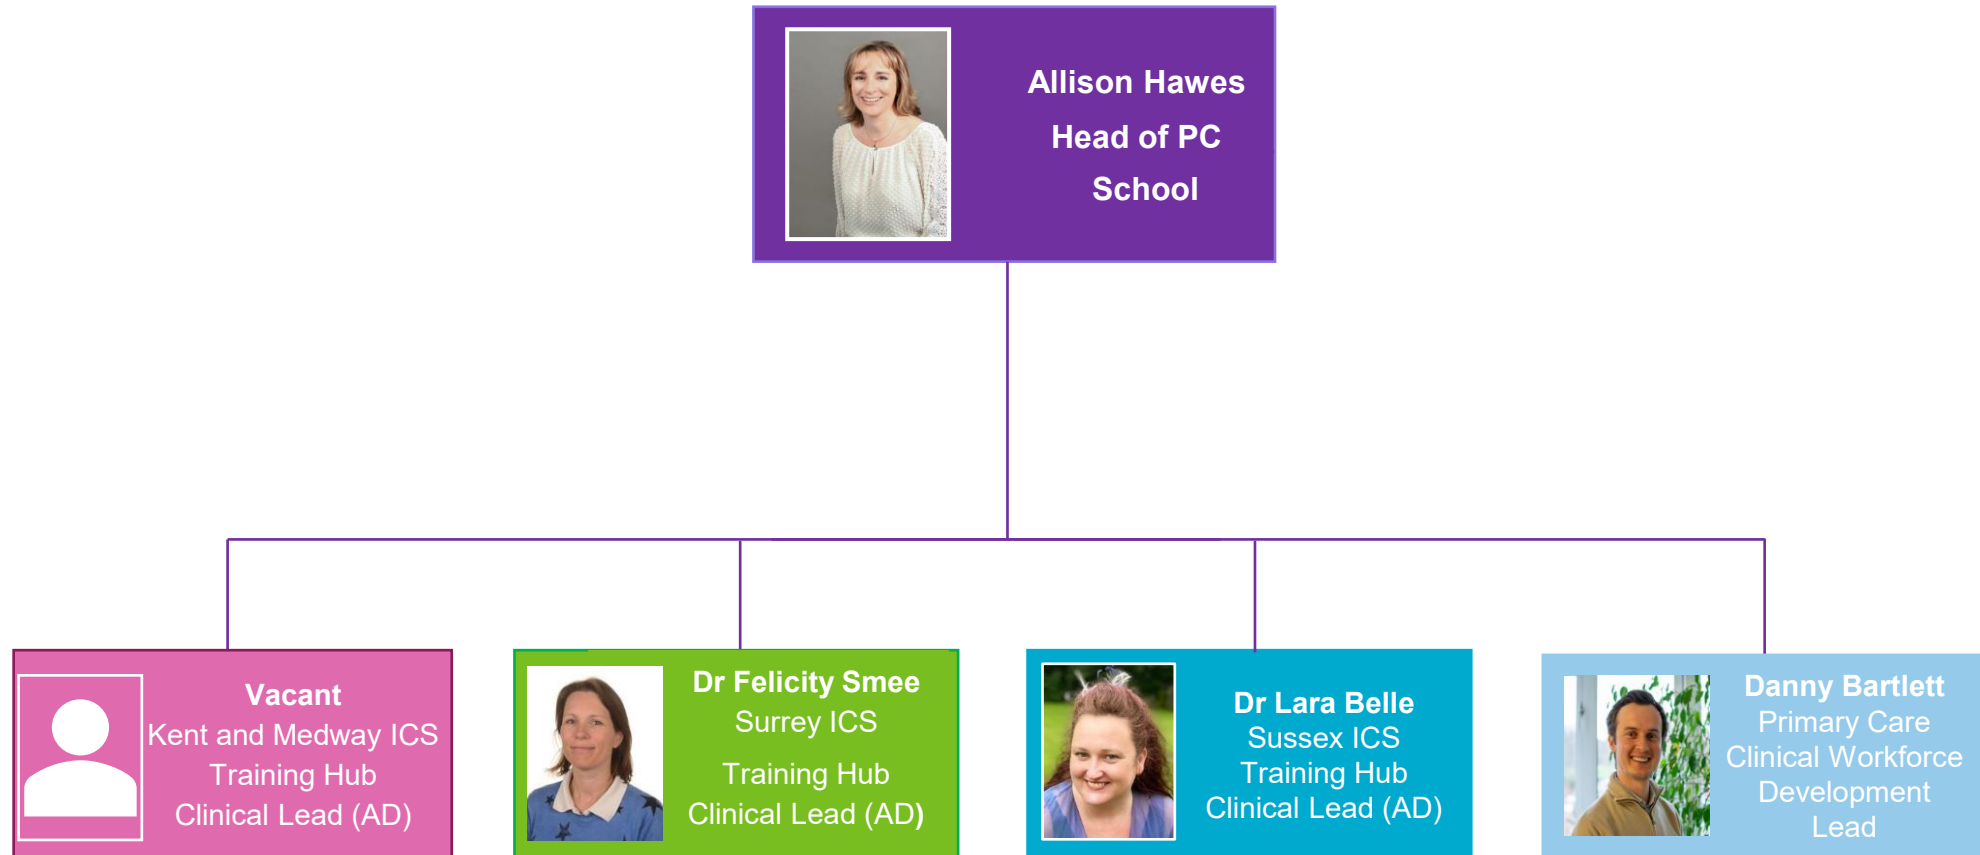 Allison Hawes
Head of PC
School
Vacant
Kent and Medway ICS
Training Hub
Clinical Lead (AD)
Dr Felicity Smee
Surrey ICS
Training Hub
Clinical Lead (AD)
Dr Lara Belle
Sussex ICS
Training Hub
Clinical Lead (AD)
Danny Bartlett
Primary Care
Clinical Workforce
Development
Lead